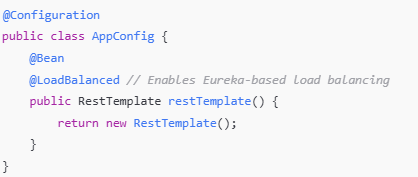 @Configuration
public class AppConfig {
    @Bean
    @LoadBalanced // Enables Eureka-based load balancing
    public RestTemplate restTemplate() {
        return new RestTemplate();
    }
}